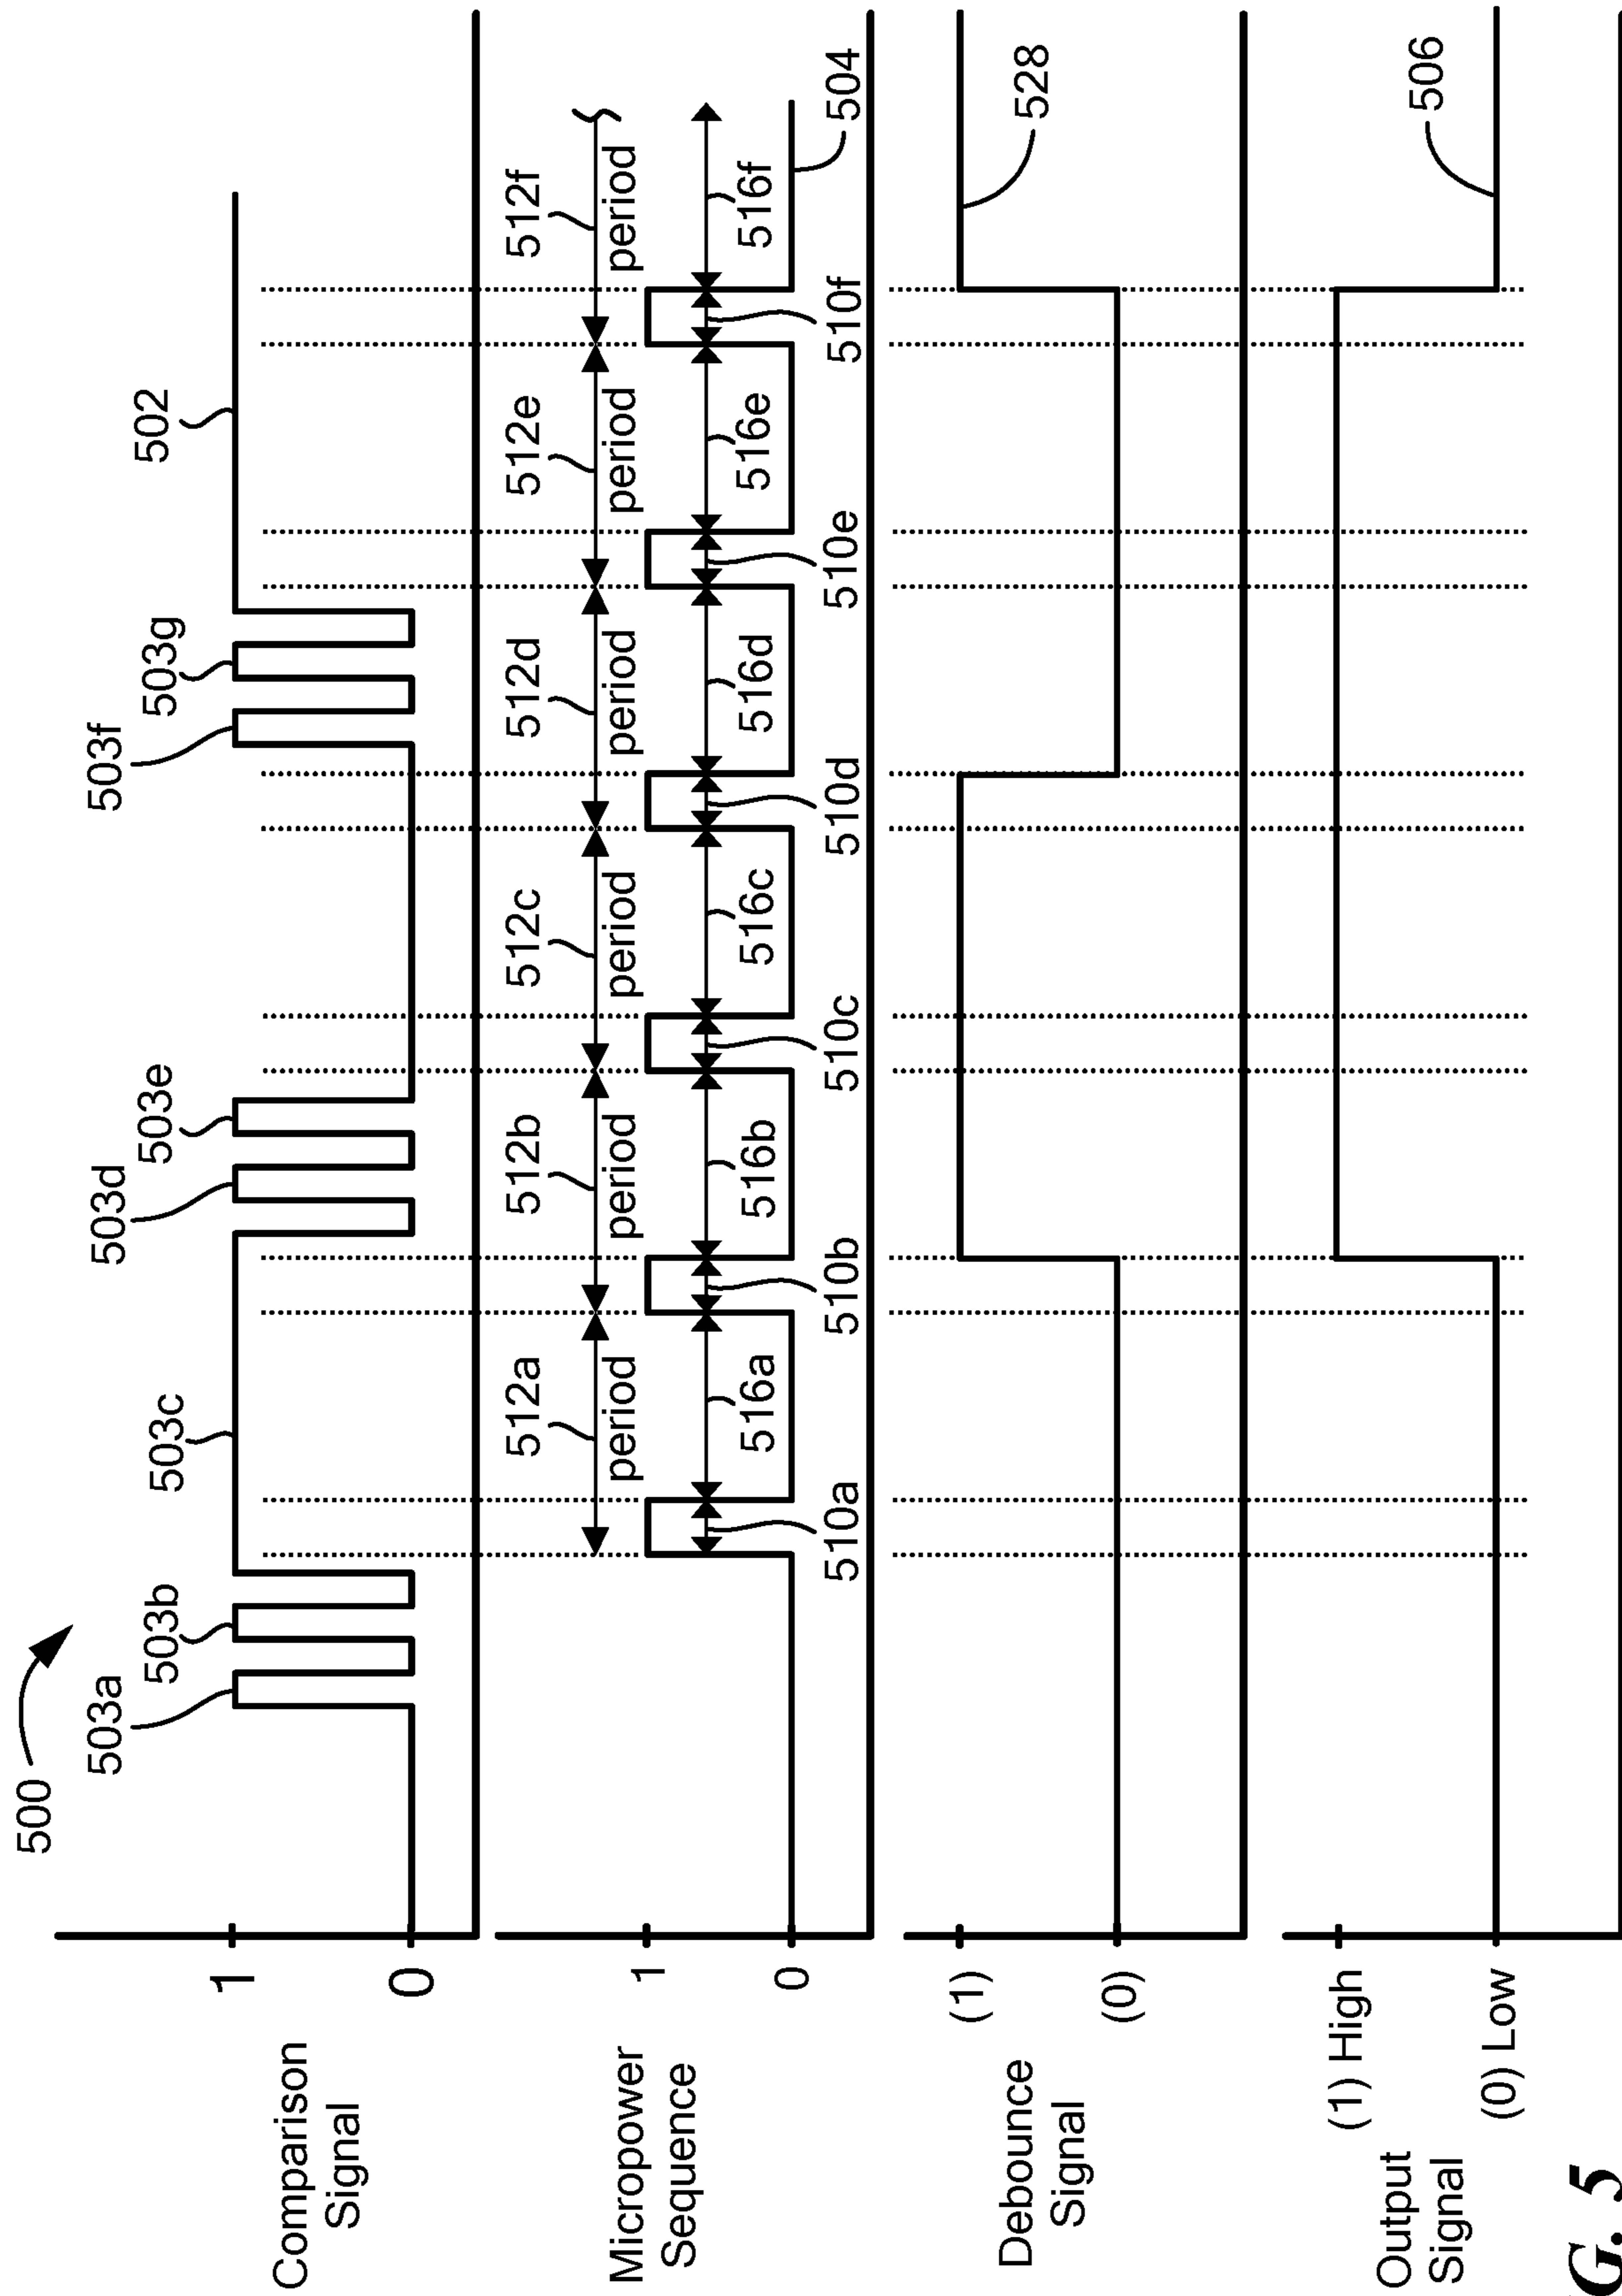 500
503a
503b
503c
503d
503e
503f
503g
502
Comparison
Signal
1
0
512a
512b
512c
512d
512e
512f
period
period
period
period
period
period
Micropower
Sequence
1
0
516a
516b
516c
516d
516e
516f
504
510a
510b
510c
510d
510e
510f
Debounce
Signal
(1)
(0)
528
Output
Signal
(1) High
(0) Low
506
G. 5